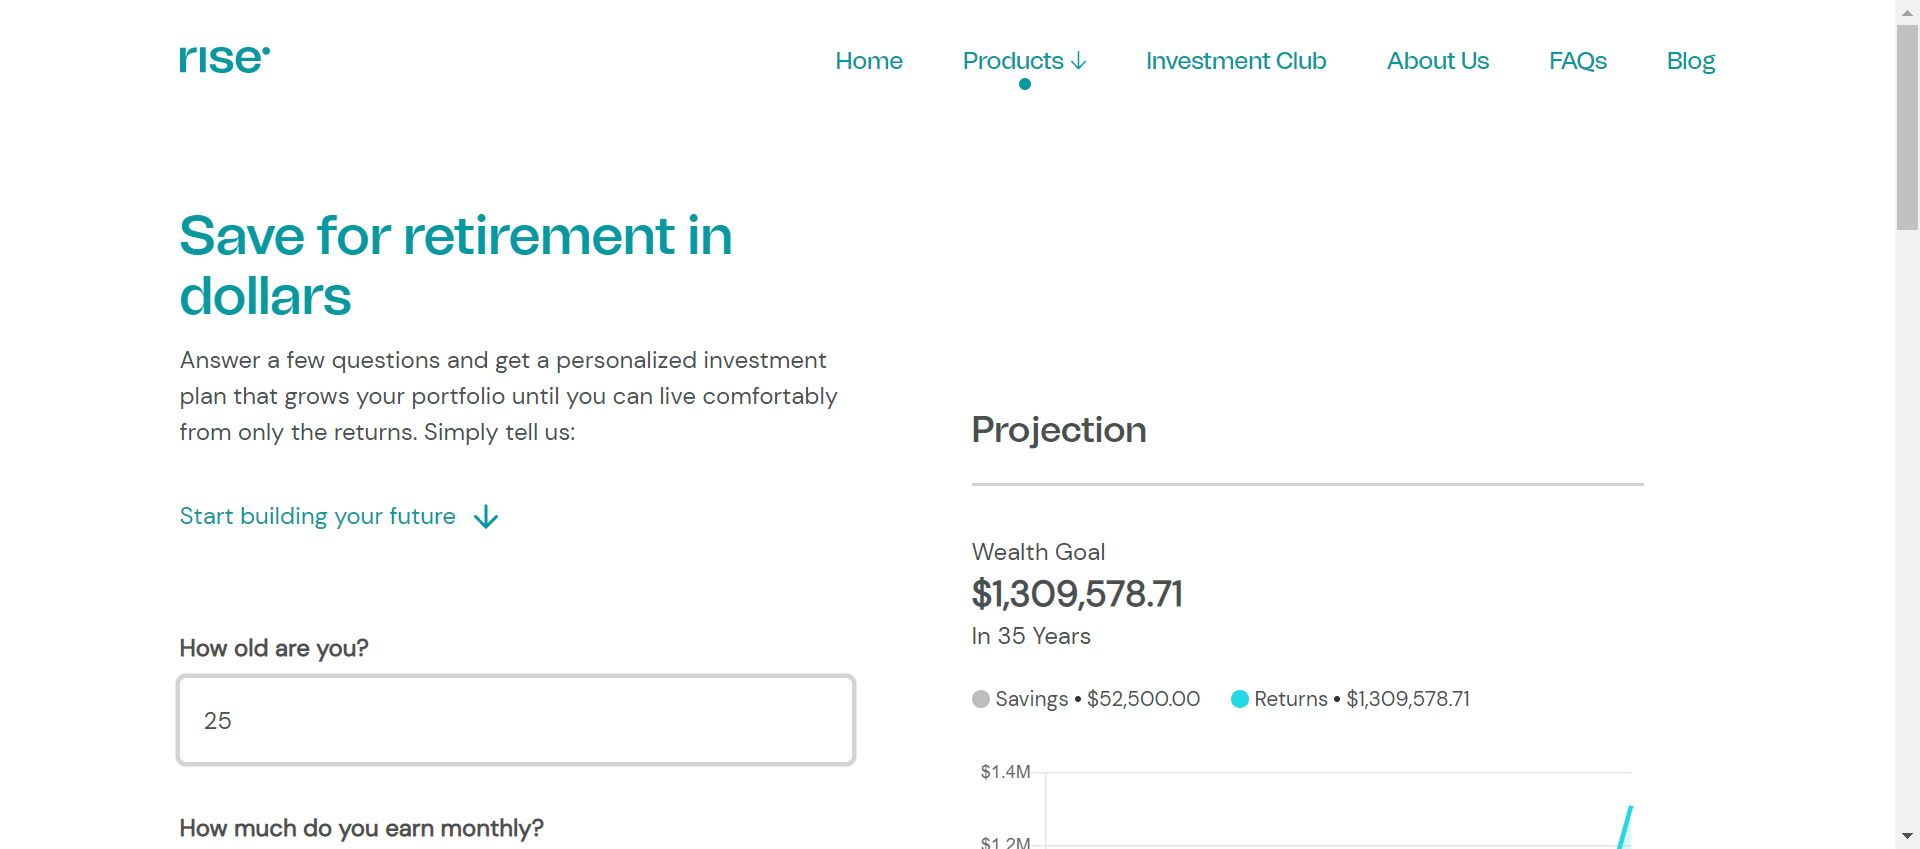 rise
Home Products ↓ Investment Club About Us FAQs Blog
Save for retirement in
dollars
Answer a few questions and get a personalized investment
plan that grows your portfolio until you can live comfortably
from only the returns. Simply tell us:
Start building your future ↓
How old are you?
25
How much do you earn monthly?
Projection
Wealth Goal
$1,309,578.71
In 35 Years
Savings • $52,500.00 Returns • $1,309,578.71
$1.4M
$1.2M